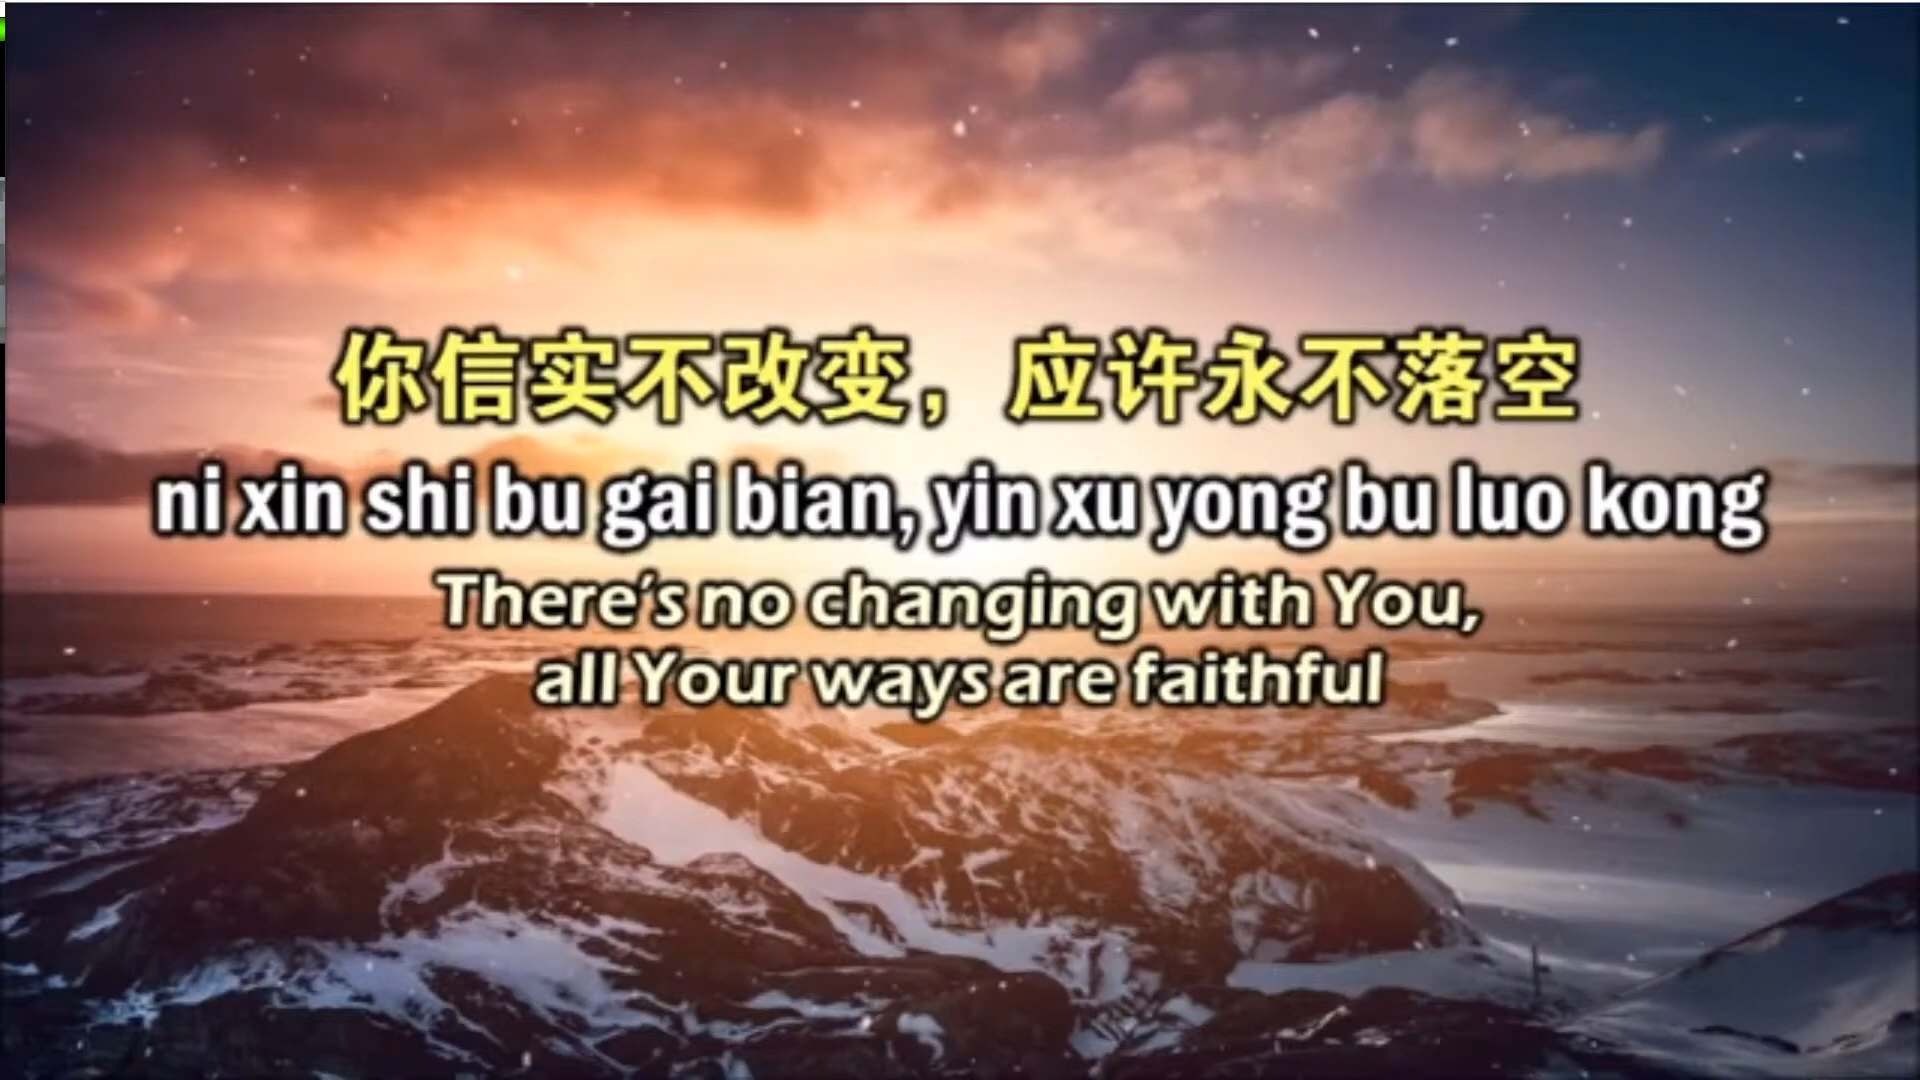 你信实不改变，应许永不落空
ni xin shi bu gai bian, yin xu yong bu luo kong
There's no changing with You,
all Your ways are faithful